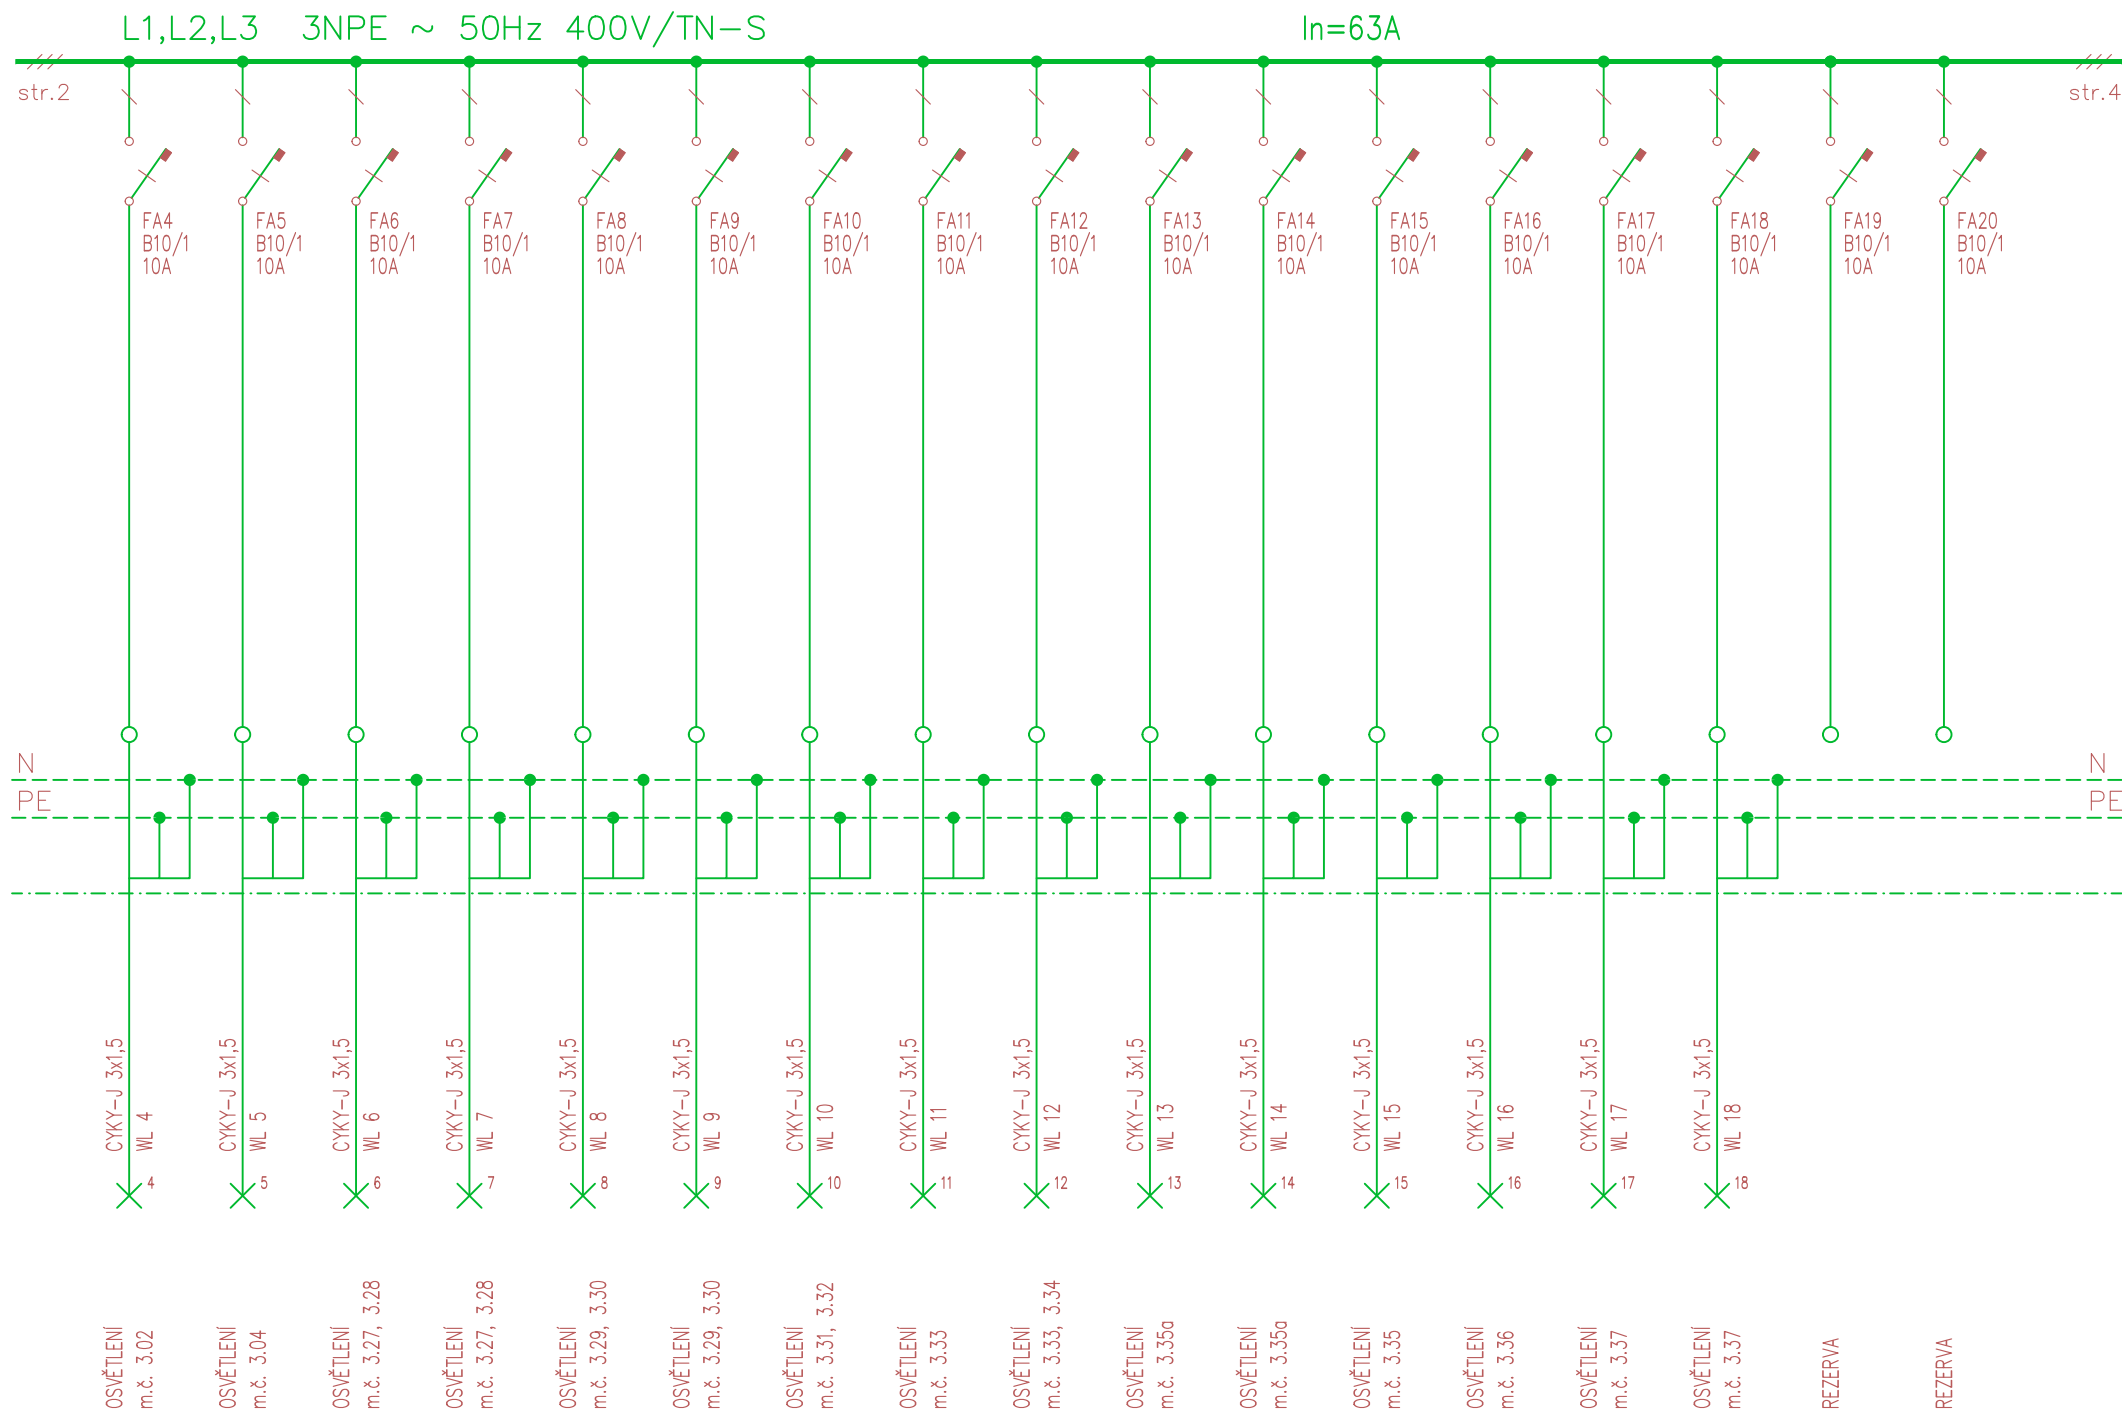 L1,L2,L3 3NPE ~ 50Hz 400V/TN-S
In=63A
str.2
str.4
FA4
B10/1
10A
FA5
B10/1
10A
FA6
B10/1
10A
FA7
B10/1
10A
FA8
B10/1
10A
FA9
B10/1
10A
FA10
B10/1
10A
FA11
B10/1
10A
FA12
B10/1
10A
FA13
B10/1
10A
FA14
B10/1
10A
FA15
B10/1
10A
FA16
B10/1
10A
FA17
B10/1
10A
FA18
B10/1
10A
FA19
B10/1
10A
FA20
B10/1
10A
N
N
PE
PE
CYKY-J 3x1,5
WL 4
CYKY-J 3x1,5
WL 5
CYKY-J 3x1,5
WL 6
CYKY-J 3x1,5
WL 7
CYKY-J 3x1,5
WL 8
CYKY-J 3x1,5
WL 9
CYKY-J 3x1,5
WL 10
CYKY-J 3x1,5
WL 11
CYKY-J 3x1,5
WL 12
CYKY-J 3x1,5
WL 13
CYKY-J 3x1,5
WL 14
CYKY-J 3x1,5
WL 15
CYKY-J 3x1,5
WL 16
CYKY-J 3x1,5
WL 17
CYKY-J 3x1,5
WL 18
4
5
6
7
8
9
10
11
12
13
14
15
16
17
18
OSVĚTLENÍ
m.č. 3.02
OSVĚTLENÍ
m.č. 3.04
OSVĚTLENÍ
m.č. 3.27, 3.28
OSVĚTLENÍ
m.č. 3.27, 3.28
OSVĚTLENÍ
m.č. 3.29, 3.30
OSVĚTLENÍ
m.č. 3.29, 3.30
OSVĚTLENÍ
m.č. 3.31, 3.32
OSVĚTLENÍ
m.č. 3.33
OSVĚTLENÍ
m.č. 3.33, 3.34
OSVĚTLENÍ
m.č. 3.35a
OSVĚTLENÍ
m.č. 3.35a
OSVĚTLENÍ
m.č. 3.35
OSVĚTLENÍ
m.č. 3.36
OSVĚTLENÍ
m.č. 3.37
OSVĚTLENÍ
m.č. 3.37
REZERVA
REZERVA